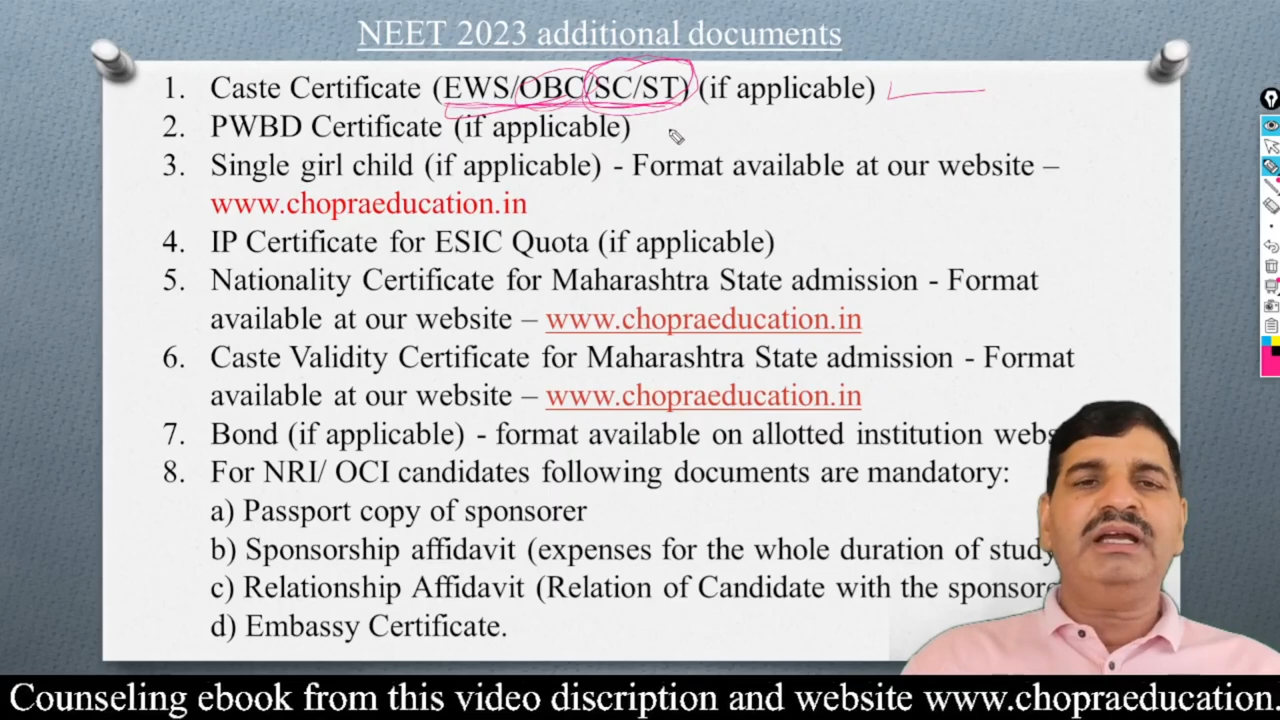 NEET 2023 additional documents
1. Caste Certificate (EWS/OBC/SC/ST) (if applicable)
2. PWBD Certificate (if applicable)
3. Single girl child (if applicable) - Format available at our website –
www.chopraeducation.in
4. IP Certificate for ESIC Quota (if applicable)
5. Nationality Certificate for Maharashtra State admission - Format
available at our website – www.chopraeducation.in
6. Caste Validity Certificate for Maharashtra State admission - Format
available at our website – www.chopraeducation.in
7. Bond (if applicable) - format available on allotted institution
8. For NRI/ OCI candidates following documents are mandatory:
a) Passport copy of sponsorer
b) Sponsorship affidavit (expenses for the whole duration of study
c) Relationship Affidavit (Relation of Candidate with the
d) Embassy Certificate.
Counseling ebook from this video discription and website www.chopraeducation.